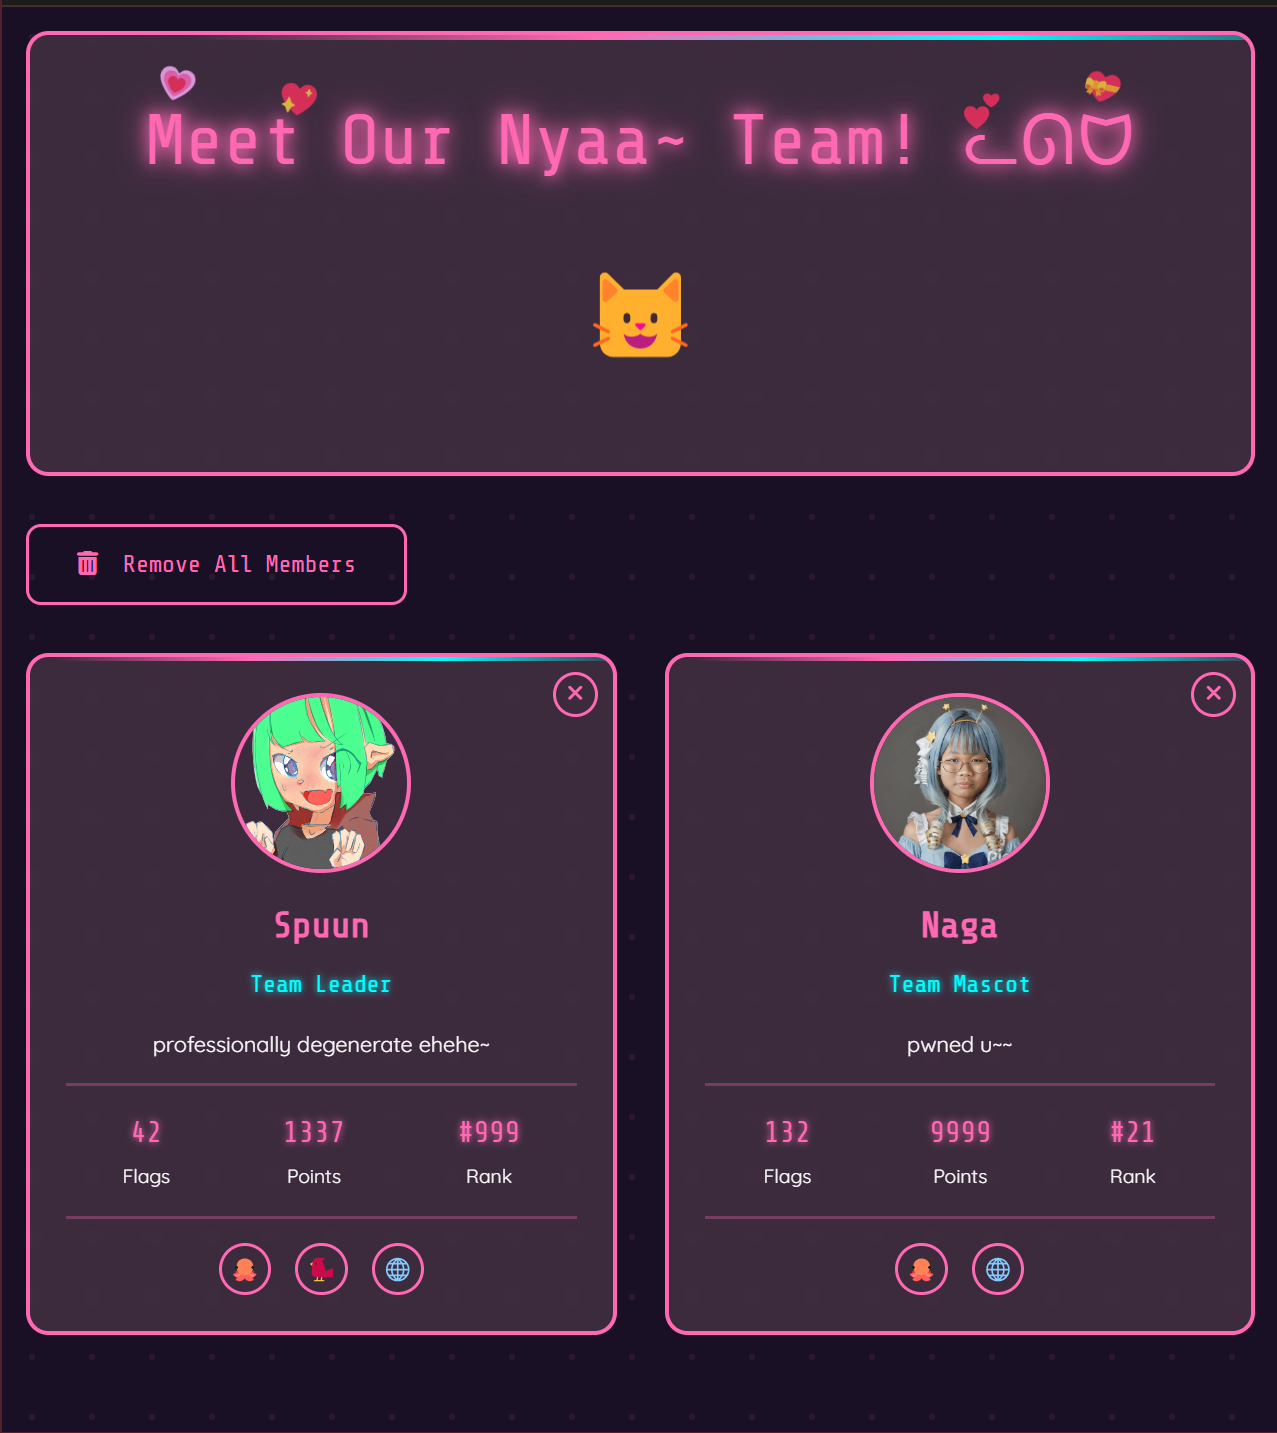 Meet Our Nyaa~ Team! ᓚᘏᗢ
Remove All Members
Spuun
Team Leader
professionally degenerate ehehe~
42 1337 #999
Flags Points Rank
Naga
Team Mascot
pwned u~~
132 9999 #21
Flags Points Rank